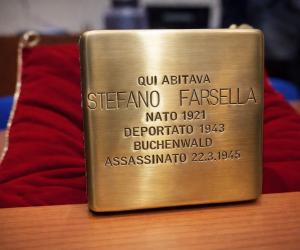 QUI ABITAVA
STEFANO FARSELLA
NATO 1921
DEPORTATO 1943
BUCHENWALD
ASSASSINATO 22.3.1945